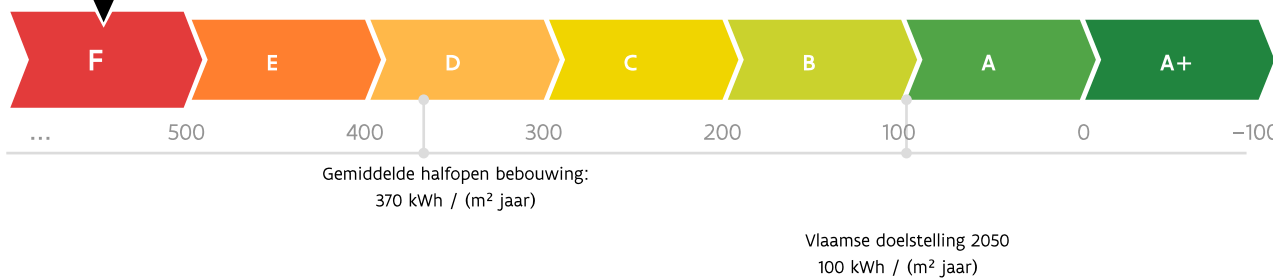 F E D C B A A+
... 500 400 300 200 100 0 −100
Gemiddelde halfopen bebouwing:
370 kWh / (m² jaar)
Vlaamse doelstelling 2050
100 kWh / (m² jaar)